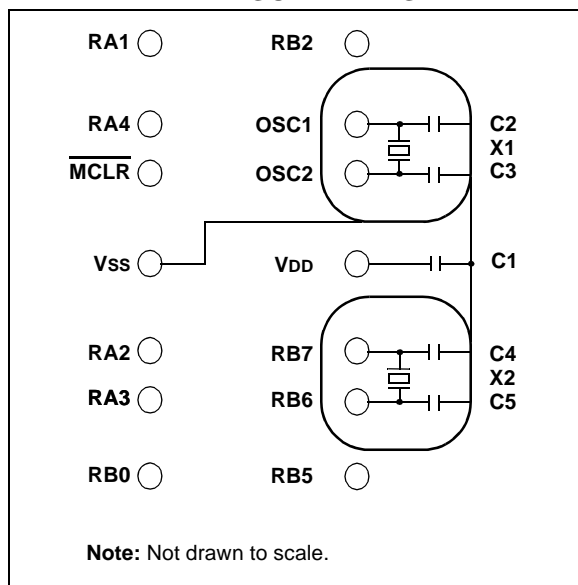 RA1 RB2
RA4 OSC1 C2
X1
MCLR OSC2 C3
Vss VDD C1
RA2 RB7 C4
X2
RA3 RB6 C5
RB0 RB5
Note: Not drawn to scale.